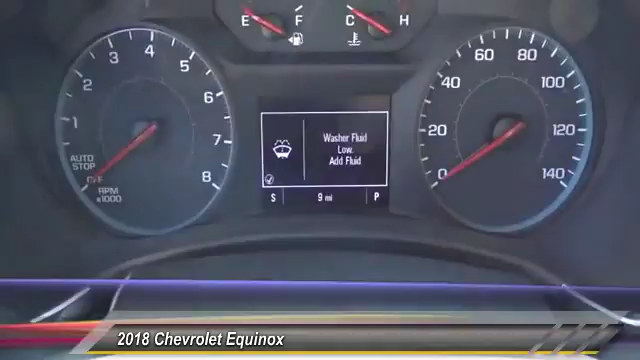 E F C H
1 2 3 4 5 6 7 8
AUTO
STOP
OFF
RPM
x1000
Washer Fluid
Low.
Add Fluid
S 9 mi P
0 20 40 60 80 100 120 140
2018 Chevrolet Equinox